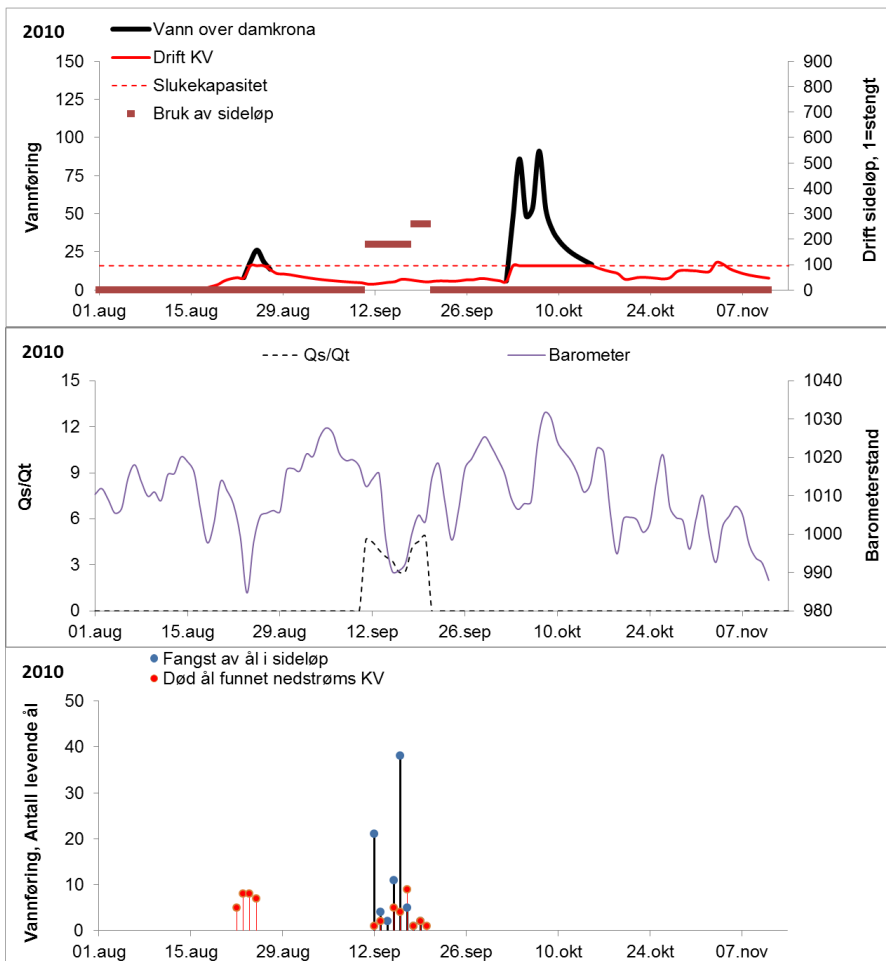 2010
Vann over damkrona
Drift KV
Slukekapasitet
Bruk av sideløp
Vannføring
150
125
100
75
50
25
0
900
800
700
600
500
400
300
200
100
0
Drift sideløp, 1=stengt
01.aug 15.aug 29.aug 12.sep 26.sep 10.okt 24.okt 07.nov
2010
Qs/Qt Barometer
Qs/Qt
15
12
9
6
3
0
1040
1030
1020
1010
1000
990
980
Barometerstand
01.aug 15.aug 29.aug 12.sep 26.sep 10.okt 24.okt 07.nov
2010
Fangst av ål i sideløp
Død ål funnet nedstrøms KV
Vannføring, Antall levende ål
50
40
30
20
10
0
01.aug 15.aug 29.aug 12.sep 26.sep 10.okt 24.okt 07.nov